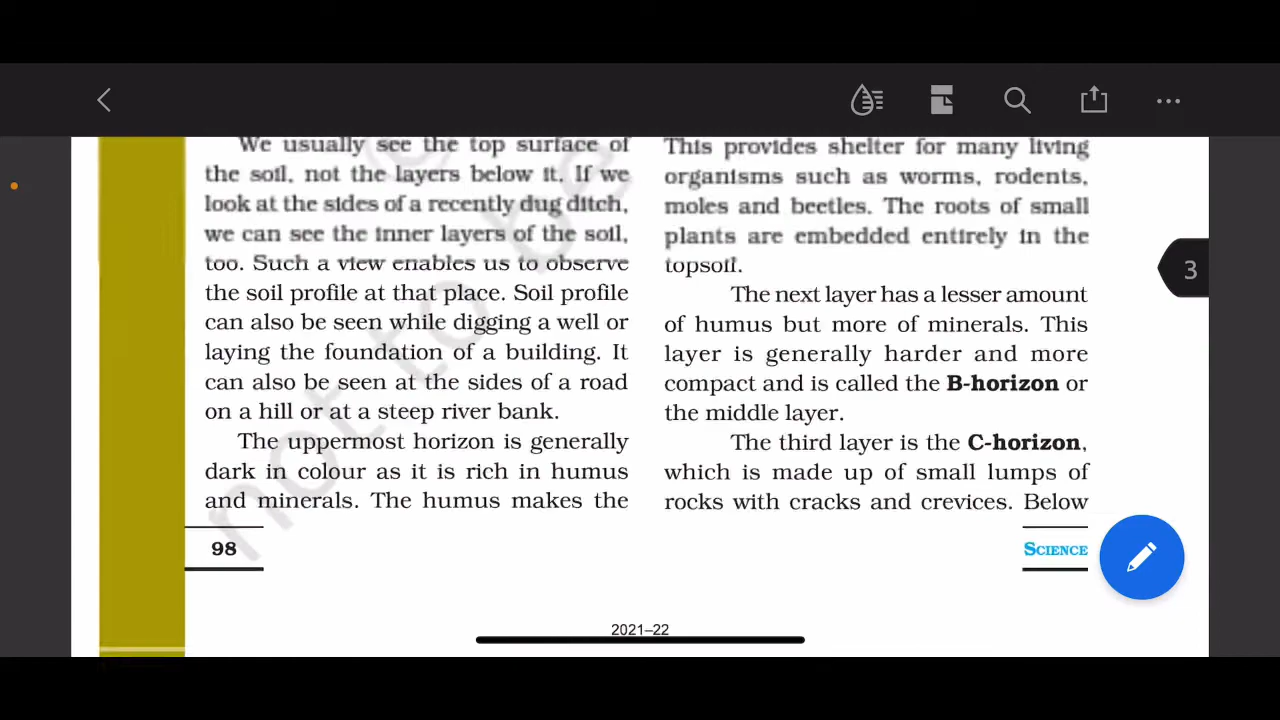 We usually see the top surface of
the soil, not the layers below it. If we
look at the sides of a recently dug ditch,
we can see the inner layers of the soil,
too. Such a view enables us to observe
the soil profile at that place. Soil profile
can also be seen while digging a well or
laying the foundation of a building. It
can also be seen at the sides of a road
on a hill or at a steep river bank.
The uppermost horizon is generally
dark in colour as it is rich in humus
and minerals. The humus makes the
98
This provides shelter for many living
organisms such as worms, rodents,
moles and beetles. The roots of small
plants are embedded entirely in the
topsoil.
The next layer has a lesser amount
of humus but more of minerals. This
layer is generally harder and more
compact and is called the B-horizon or
the middle layer.
The third layer is the C-horizon,
which is made up of small lumps of
rocks with cracks and crevices. Below
SCIENCE
2021–22
3
not to be